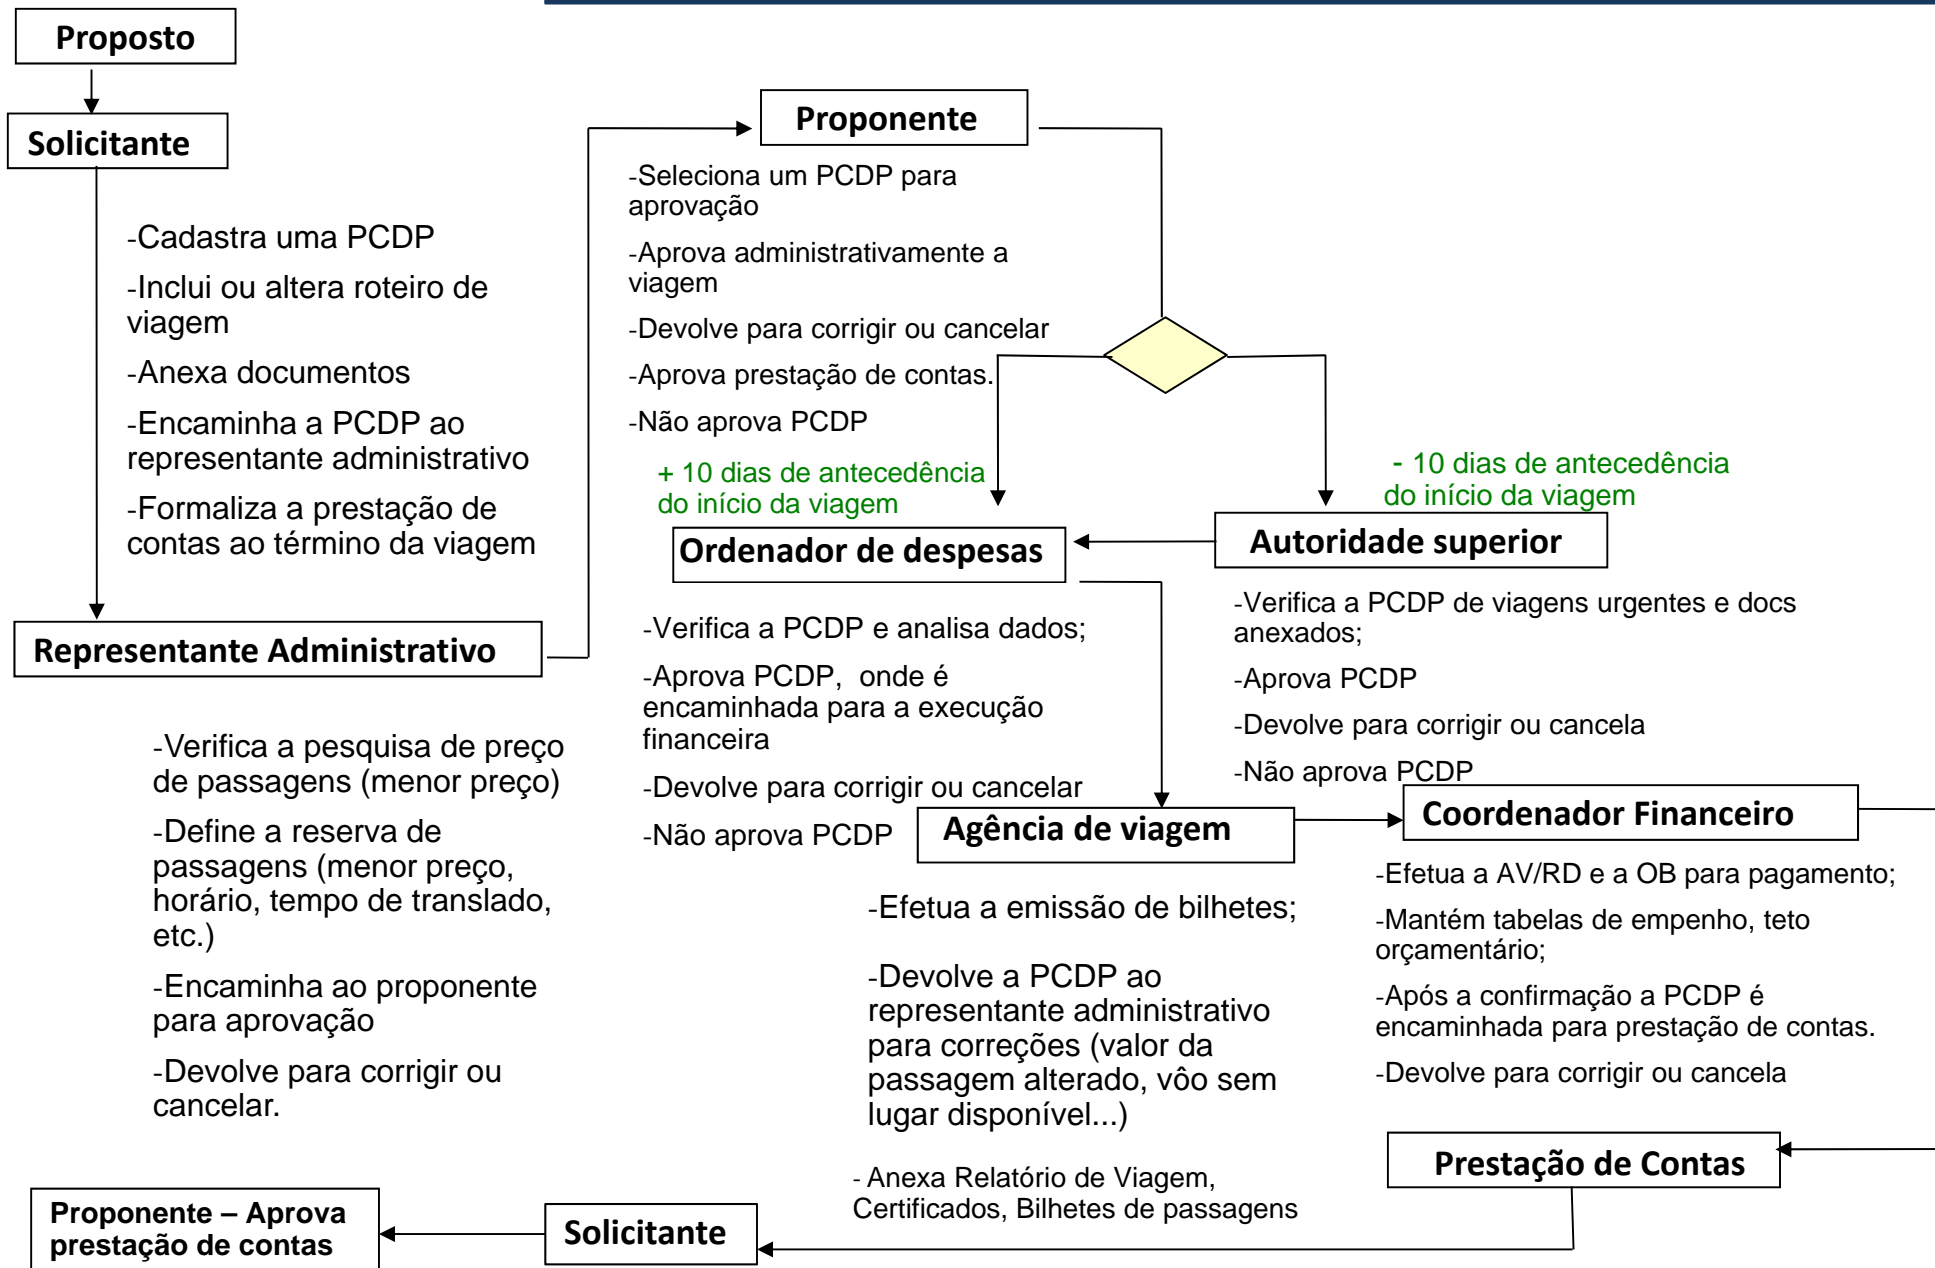 Proposto
Solicitante
-Cadastra uma PCDP
-Inclui ou altera roteiro de
viagem
-Anexa documentos
-Encaminha a PCDP ao
representante administrativo
-Formaliza a prestação de
contas ao término da viagem
Representante Administrativo
-Verifica a pesquisa de preço
de passagens (menor preço)
-Define a reserva de
passagens (menor preço,
horário, tempo de translado,
etc.)
-Encaminha ao proponente
para aprovação
-Devolve para corrigir ou
cancelar.
Proponente
-Seleciona um PCDP para
aprovação
-Aprova administrativamente a
viagem
-Devolve para corrigir ou cancelar
-Aprova prestação de contas.
-Não aprova PCDP
+ 10 dias de antecedência
do início da viagem
- 10 dias de antecedência
do início da viagem
Ordenador de despesas
Autoridade superior
-Verifica a PCDP e analisa dados;
-Aprova PCDP, onde é
encaminhada para a execução
financeira
-Devolve para corrigir ou cancelar
-Não aprova PCDP
-Verifica a PCDP de viagens urgentes e docs
anexados;
-Aprova PCDP
-Devolve para corrigir ou cancela
-Não aprova PCDP
Agência de viagem
-Efetua a emissão de bilhetes;
-Devolve a PCDP ao
representante administrativo
para correções (valor da
passagem alterado, vôo sem
lugar disponível...)
Coordenador Financeiro
-Efetua a AV/RD e a OB para pagamento;
-Mantém tabelas de empenho, teto
orçamentário;
-Após a confirmação a PCDP é
encaminhada para prestação de contas.
-Devolve para corrigir ou cancela
Prestação de Contas
- Anexa Relatório de Viagem,
Certificados, Bilhetes de passagens
Solicitante
Proponente – Aprova
prestação de contas